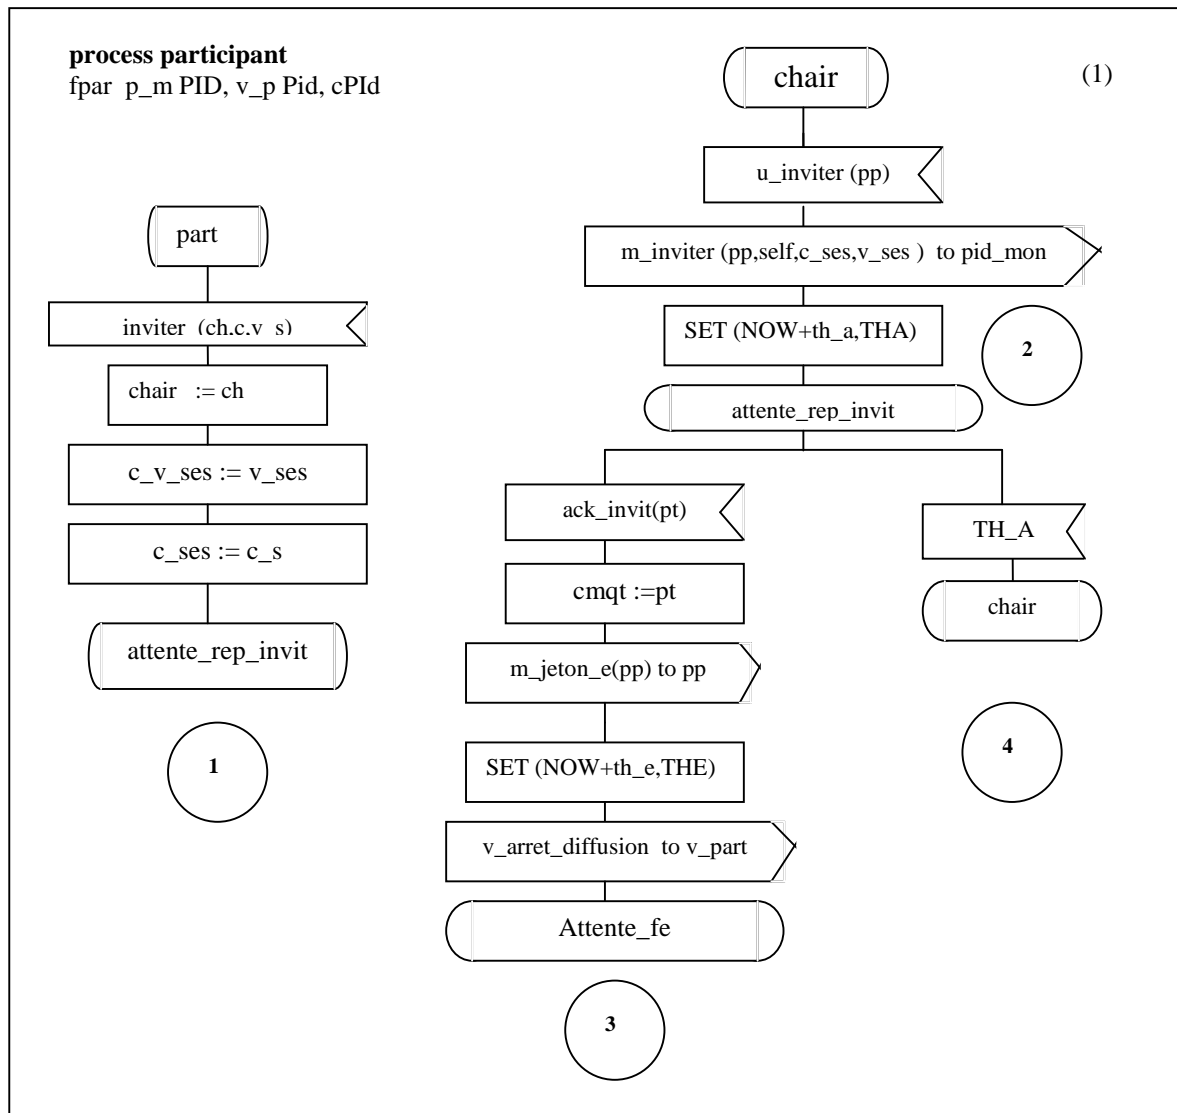 process participant
fpar p_m PID, v_p Pid, cPId
(1)
chair
u_inviter (pp)
m_inviter (pp,self,c_ses,v_ses ) to pid_mon
SET (NOW+th_a,THA)
2
attente_rep_invit
part
inviter (ch,c,v_s)
chair := ch
c_v_ses := v_ses
c_ses := c_s
attente_rep_invit
1
ack_invit(pt)
cmqt :=pt
m_jeton_e(pp) to pp
SET (NOW+th_e,THE)
v_arret_diffusion to v_part
Attente_fe
3
TH_A
chair
4